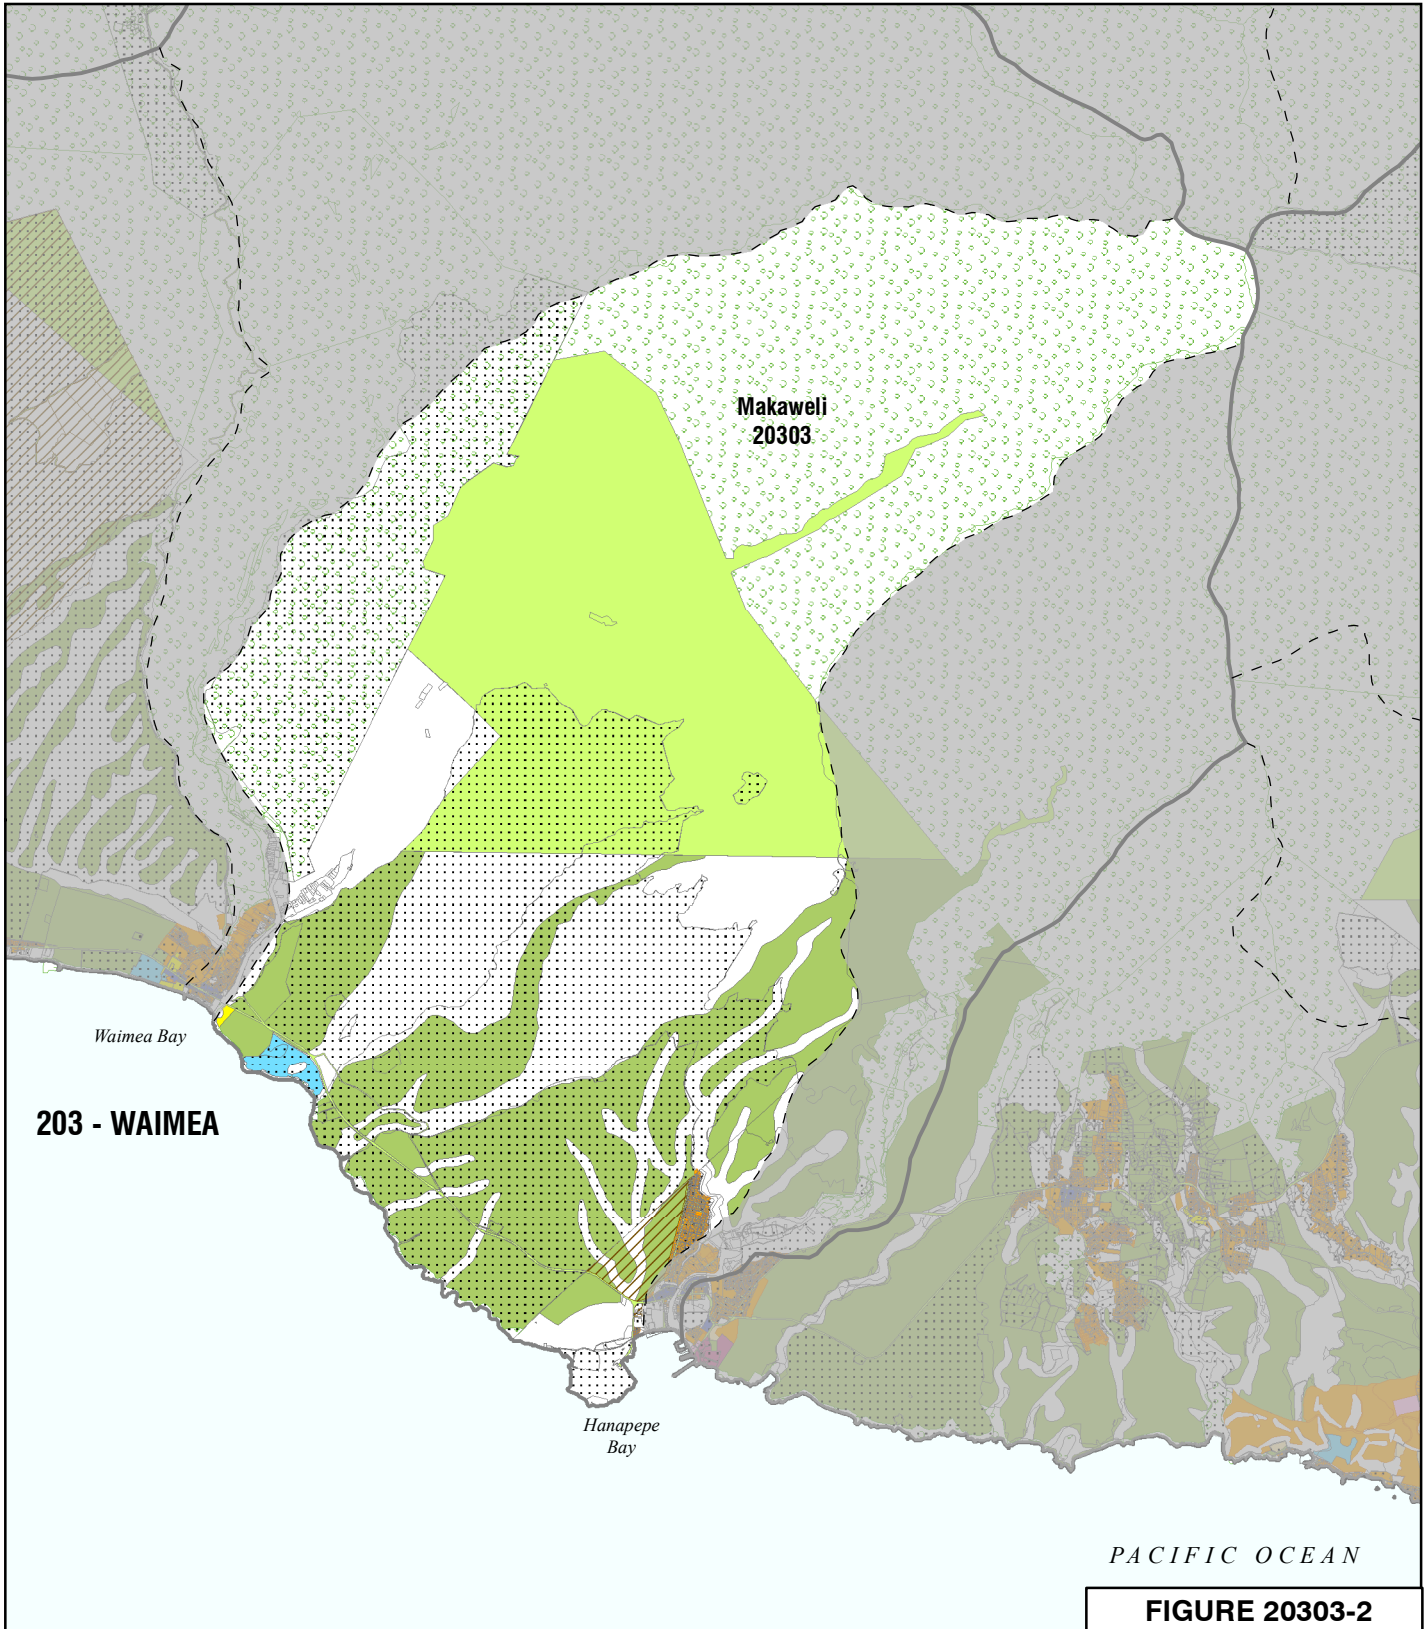 Makaweli
20303
Waimea Bay
203 - WAIMEA
Hanapepe
Bay
PACIFIC OCEAN
FIGURE 20303-2